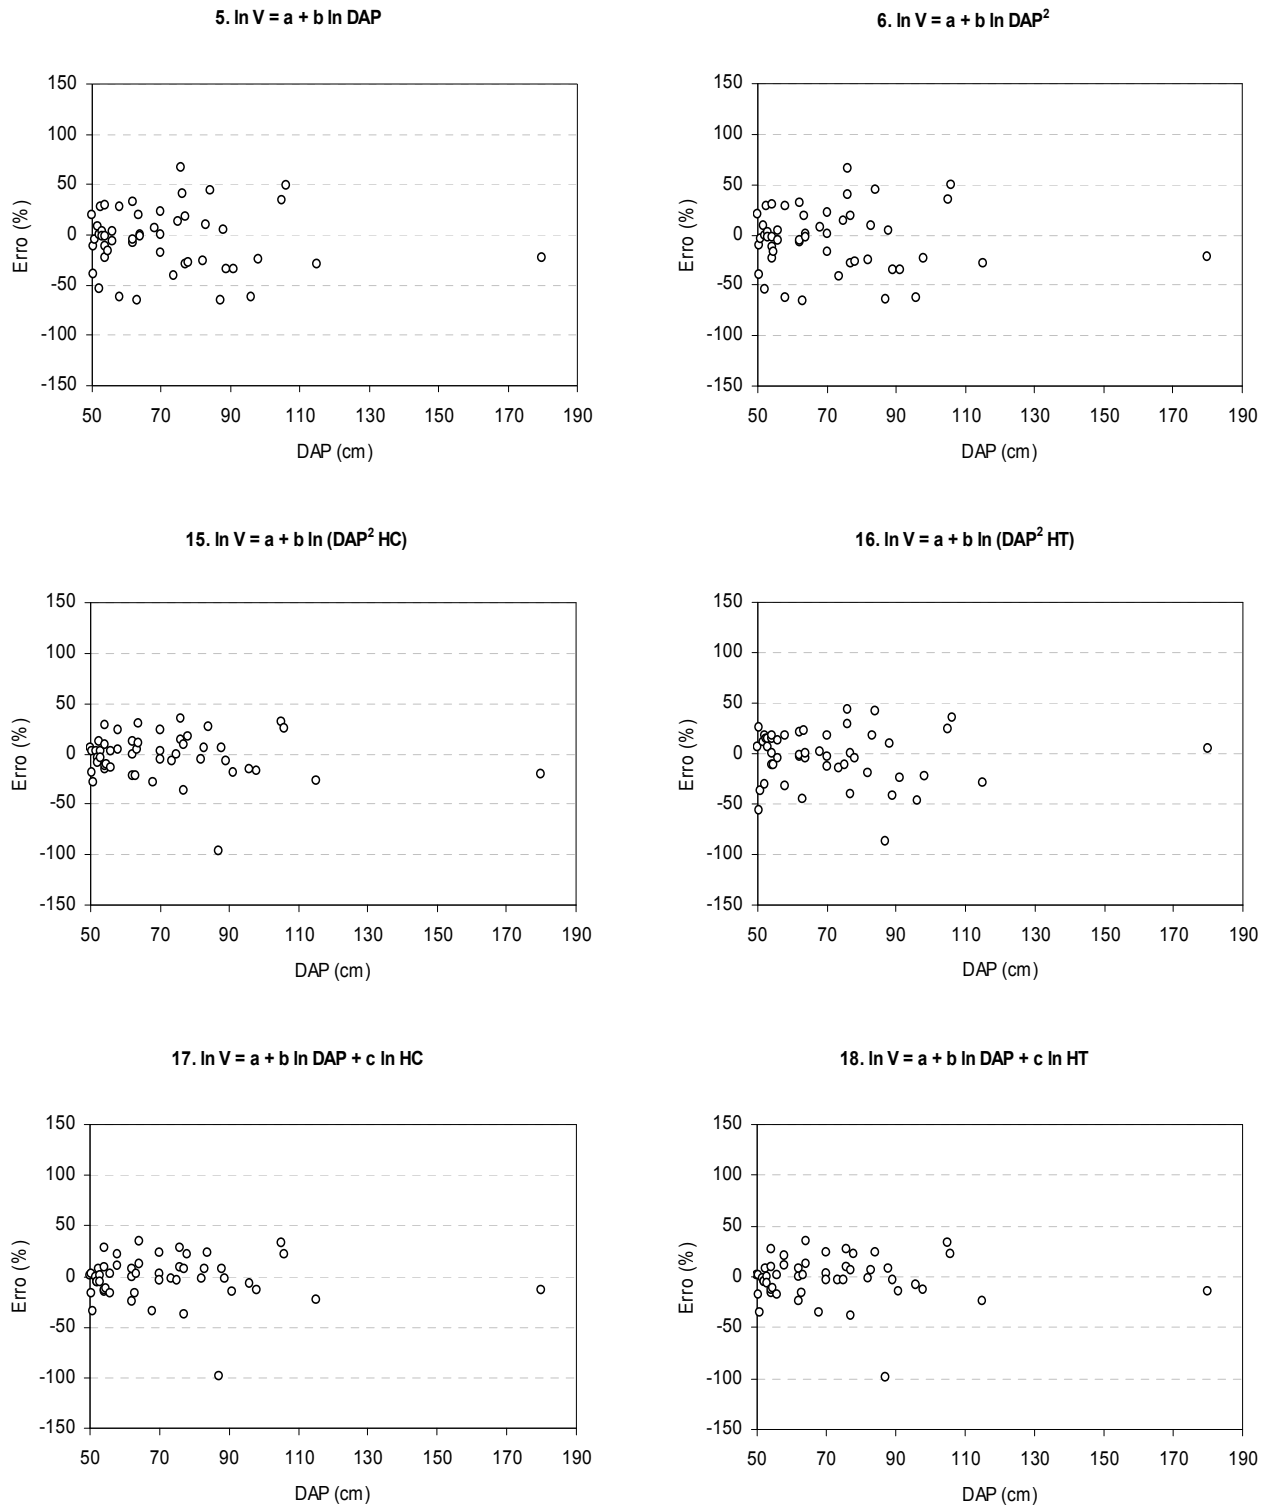 5. ln V = a + b ln DAP
150
100
50
0
-50
-100
-150
Erro (%)
50 70 90 110 130 150 170 190
DAP (cm)
6. ln V = a + b ln DAP²
150
100
50
0
-50
-100
-150
Erro (%)
50 70 90 110 130 150 170 190
DAP (cm)
15. ln V = a + b ln (DAP² HC)
150
100
50
0
-50
-100
-150
Erro (%)
50 70 90 110 130 150 170 190
DAP (cm)
16. ln V = a + b ln (DAP² HT)
150
100
50
0
-50
-100
-150
Erro (%)
50 70 90 110 130 150 170 190
DAP (cm)
17. ln V = a + b ln DAP + c ln HC
150
100
50
0
-50
-100
-150
Erro (%)
50 70 90 110 130 150 170 190
DAP (cm)
18. ln V = a + b ln DAP + c ln HT
150
100
50
0
-50
-100
-150
Erro (%)
50 70 90 110 130 150 170 190
DAP (cm)